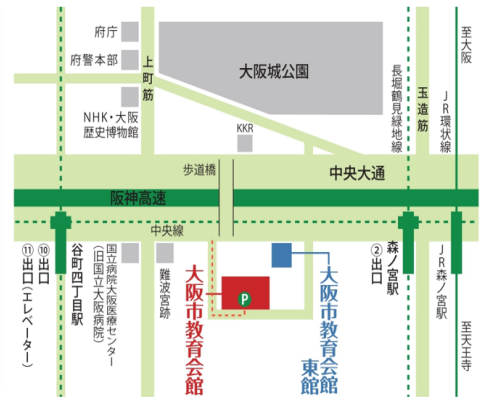 府庁
府警本部
上町筋
NHK・大阪
歴史博物館
大阪城公園
KKR
長堀鶴見緑地線
玉造筋
JR環状線
至大阪
歩道橋
中央大通
阪神高速
中央線
谷町四丁目駅
⑩出口
⑪出口(エレベーター)
国立病院大阪医療センター
(旧国立大阪病院)
難波宮跡
大阪市教育会館
P
大阪市教育会館
東館
森ノ宮駅
②出口
JR森ノ宮駅
至天王寺